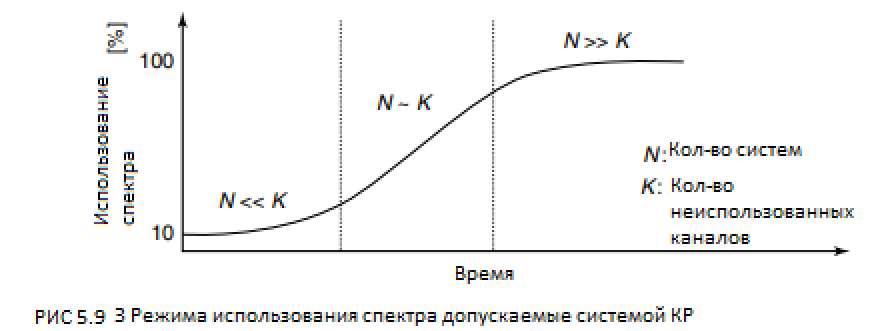 Использование
спектра
[%]
100
10
N << K
N ~ K
N >> K
N: Кол-во систем
K: Кол-во
неиспользованных
каналов
Время
РИС 5.9 3 Режима использования спектра допускаемые системой КР